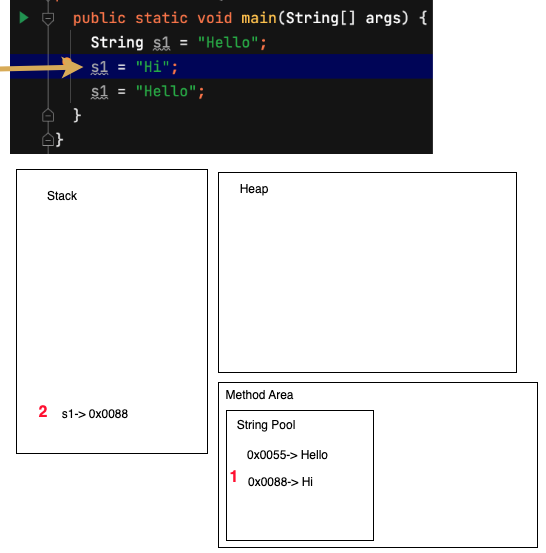 public static void main(String[] args) {
String s1 = "Hello";
s1 = "Hi";
s1 = "Hello";
}
}
Stack
Heap
2 s1-> 0x0088
Method Area
String Pool
0x0055-> Hello
1 0x0088-> Hi